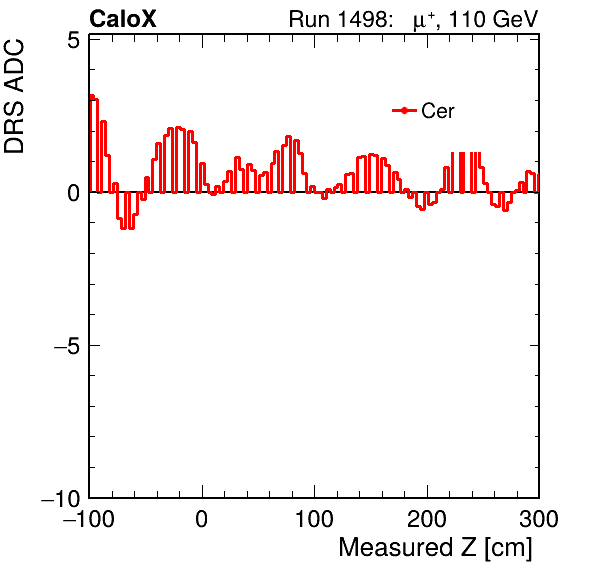 CaloX Run 1498: μ⁺, 110 GeV
DRS ADC
Cer
5
0
−5
−10
−100 0 100 200 300
Measured Z [cm]